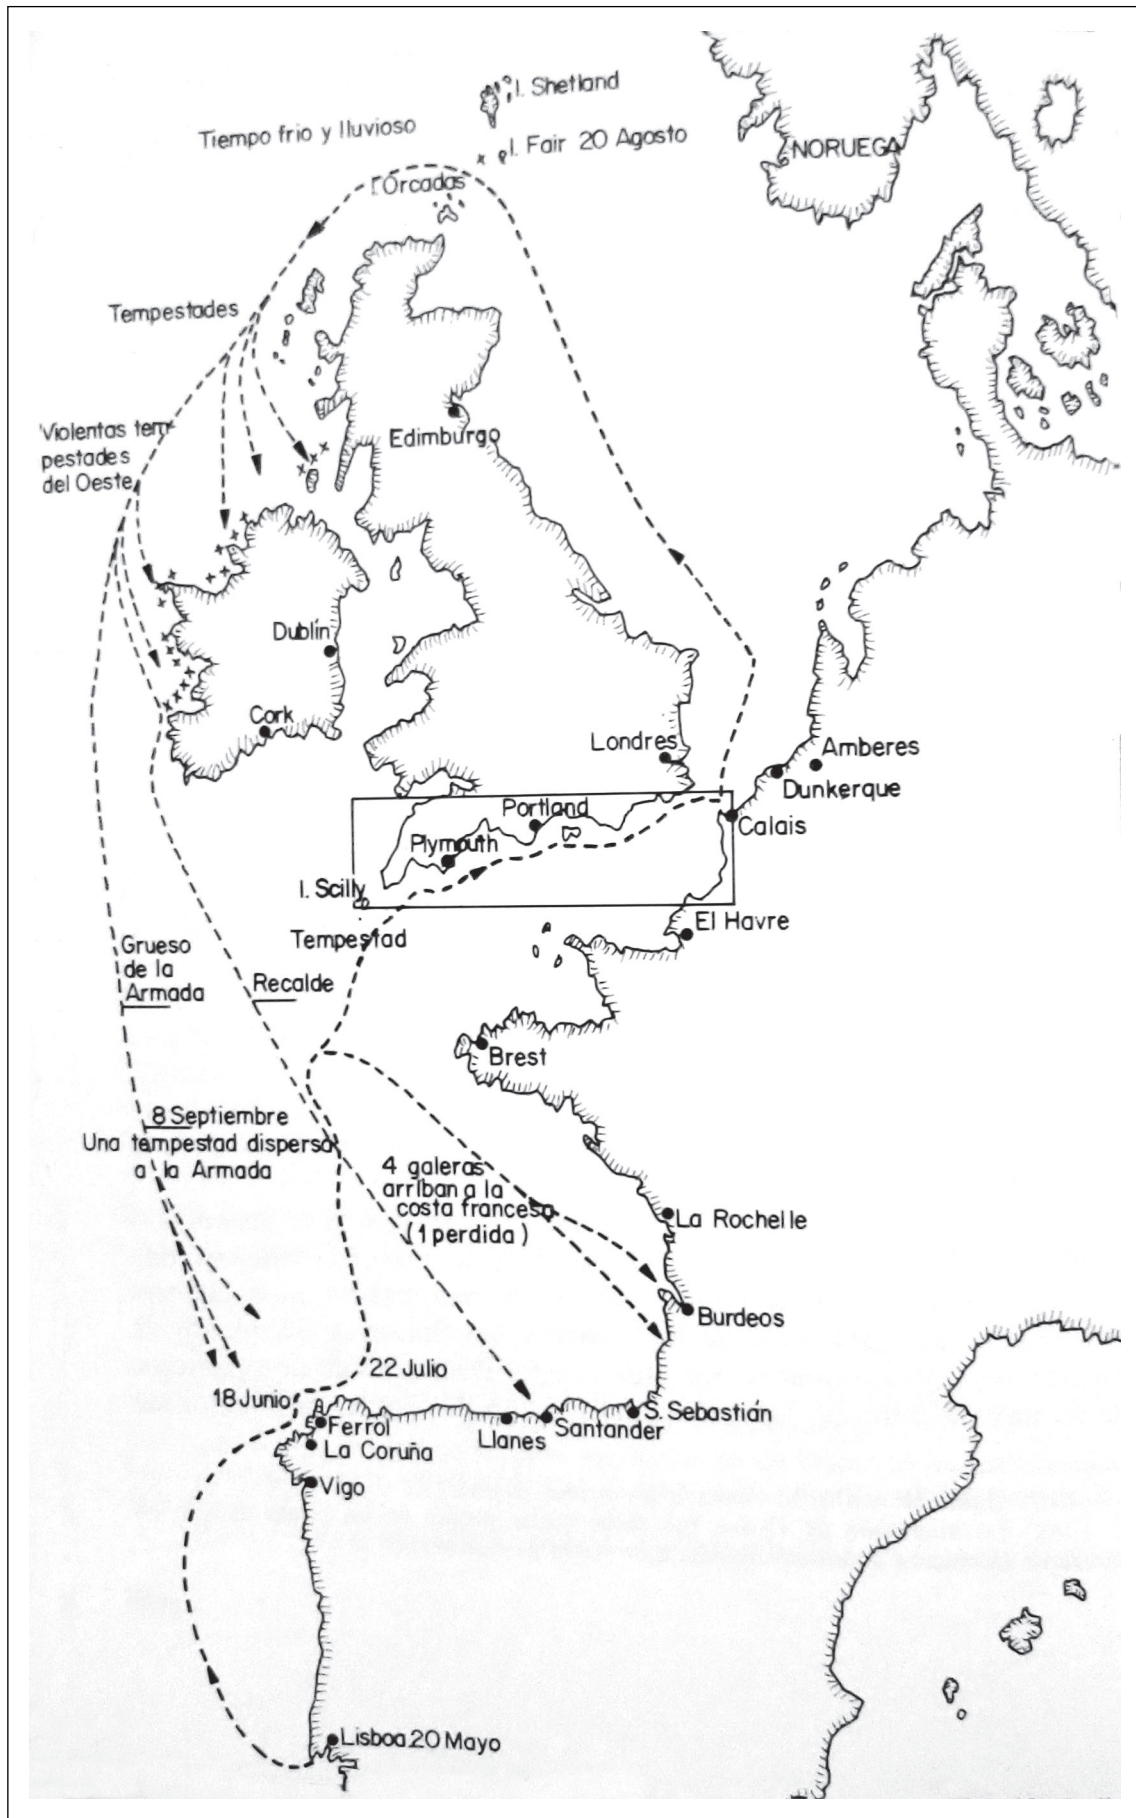 I. Shetland
Tiempo frio y lluvioso
I. Fair 20 Agosto
NORUEGA
I.Orcadas
Tempestades
Violentas tem-
pestades
del Oeste
Edimburgo
Dublín
Cork
Londres
Amberes
Dunkerque
Portland
Calais
Plymouth
I. Scilly
El Havre
Tempestad
Grueso
de la
Armada
Recalde
Brest
8 Septiembre
Una tempestad dispersa
a la Armada
4 galeras
arriban a la
costa francesa
(1 perdida)
La Rochelle
Burdeos
22 Julio
18 Junio
Ferrol
Llanes
Santander
S. Sebastián
La Coruña
Vigo
Lisboa.20 Mayo